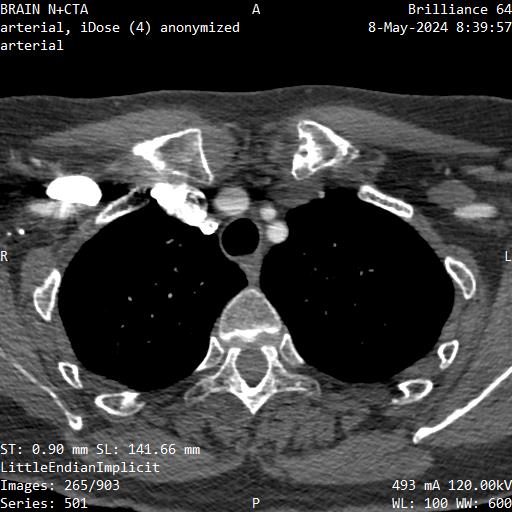 BRAIN N+CTA
arterial, iDose (4) anonymized
arterial
A
Brilliance 64
8-May-2024 8:39:57
R
L
ST: 0.90 mm SL: 141.66 mm
LittleEndianImplicit
Images: 265/903
Series: 501
P
493 mA 120.00kV
WL: 100 WW: 600